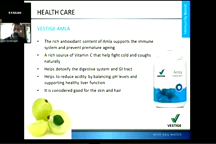 HEALTH CARE
VESTIGE AMLA
• The rich antioxidant content of Amla supports the immune
system and prevent premature ageing
• A rich source of Vitamin C that help fight cold and coughs
naturally
• Helps detoxify the digestive system and GI tract
• Helps to reduce acidity by balancing gut levels and
supporting healthy liver function
• It is considered good for the skin and hair
VESTIGE
Amla
VESTIGE